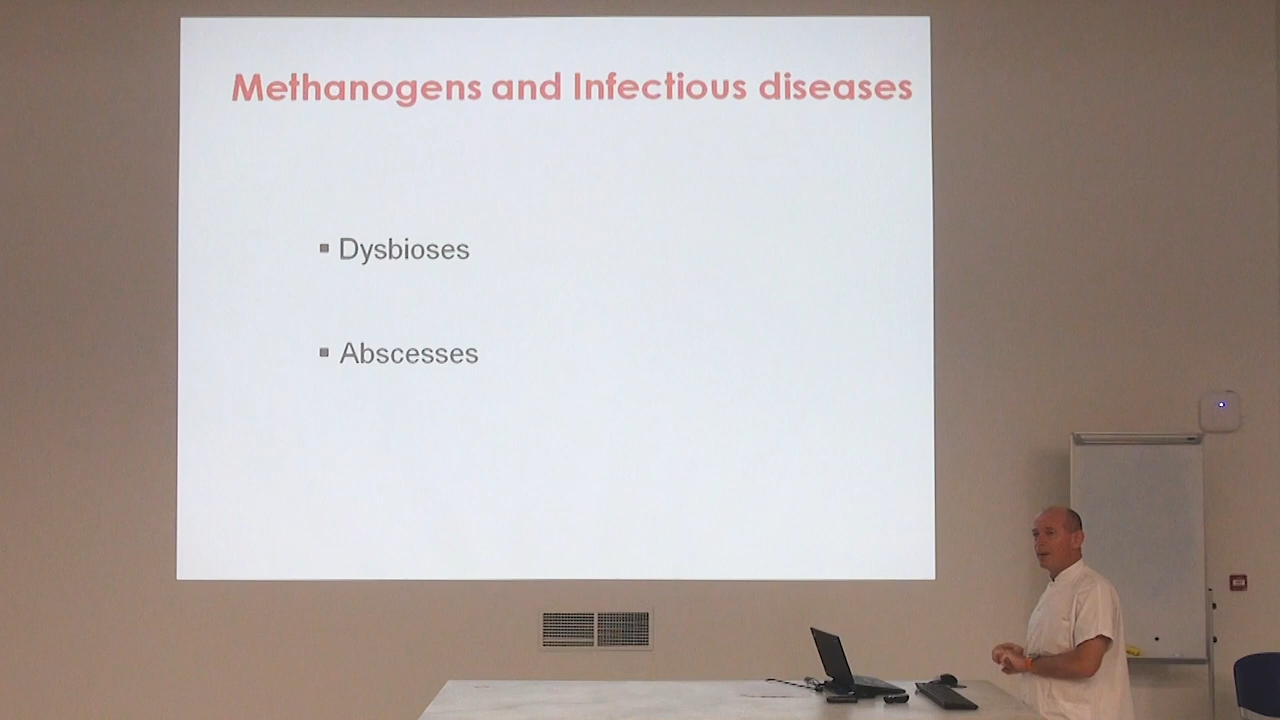 Methanogens and Infectious diseases
▪ Dysbioses
▪ Abscesses